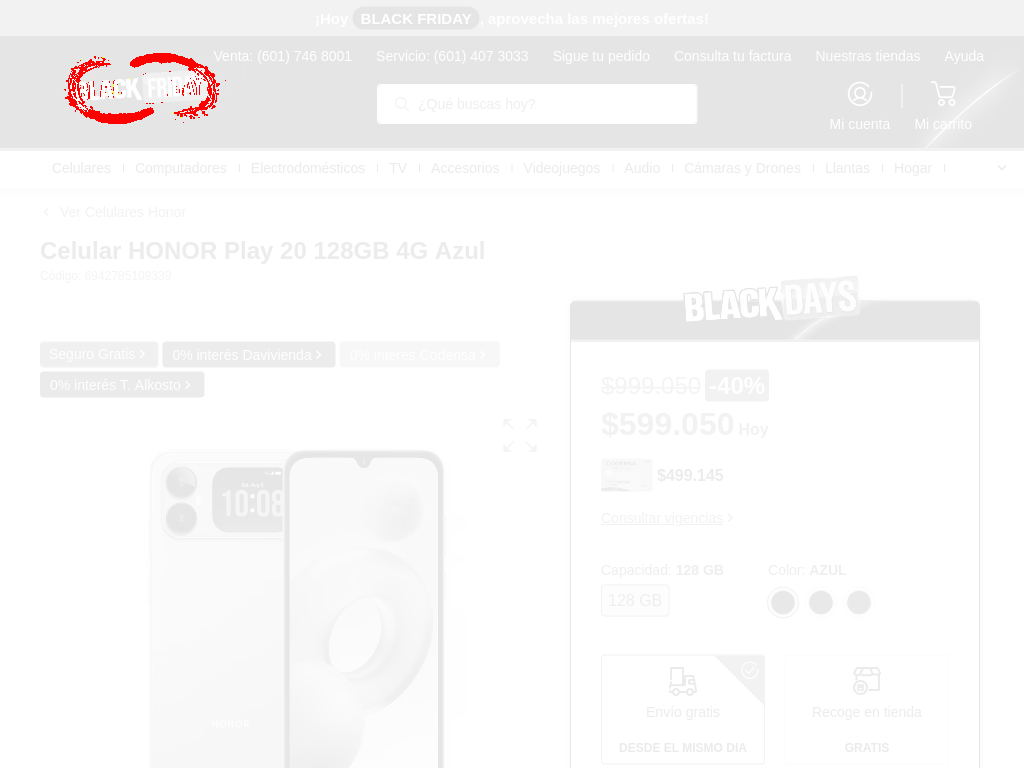 ¡Hoy BLACK FRIDAY, aprovecha las mejores ofertas!
Venta: (601) 746 8001 Servicio: (601) 407 3033 Sigue tu pedido Consulta tu factura Nuestras tiendas Ayuda
BLACK FRIDAY
¿Qué buscas hoy?
Mi cuenta Mi carrito
Celulares Computadores Electrodomésticos TV Accesorios Videojuegos Audio Cámaras y Drones Llantas Hogar
Ver Celulares Honor
Celular HONOR Play 20 128GB 4G Azul
Código: 6942785109339
BLACK DAYS
Seguro Gratis 0% interés Davivienda 0% interés Codensa
0% interés T. Alkosto
$999.050 -40%
$599.050 Hoy
$499.145
Consultar vigencias
Capacidad: 128 GB Color: AZUL
128 GB
10:08
HONOR
Envío gratis Recoge en tienda
DESDE EL MISMO DIA GRATIS